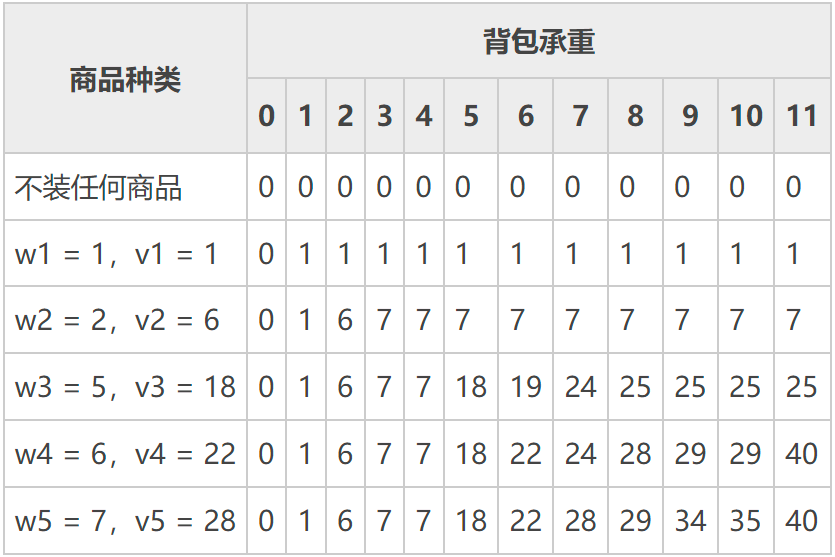 商品种类 背包承重
0 1 2 3 4 5 6 7 8 9 10 11
不装任何商品 0 0 0 0 0 0 0 0 0 0 0 0
w1 = 1，v1 = 1 0 1 1 1 1 1 1 1 1 1 1 1
w2 = 2，v2 = 6 0 1 6 7 7 7 7 7 7 7 7 7
w3 = 5，v3 = 18 0 1 6 7 7 18 19 24 25 25 25 25
w4 = 6，v4 = 22 0 1 6 7 7 18 22 24 28 29 29 40
w5 = 7，v5 = 28 0 1 6 7 7 18 22 28 29 34 35 40